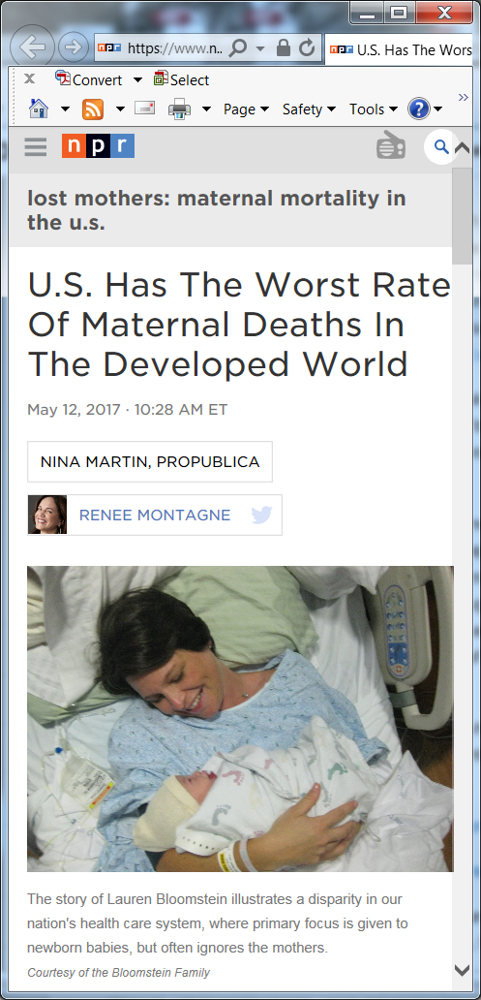 npr https://www.n.. npr U.S. Has The Wors
x Convert Select
Page Safety Tools ? »
n p r
lost mothers: maternal mortality in
the u.s.
U.S. Has The Worst Rate
Of Maternal Deaths In
The Developed World
May 12, 2017 · 10:28 AM ET
NINA MARTIN, PROPUBLICA
RENEE MONTAGNE
The story of Lauren Bloomstein illustrates a disparity in our
nation's health care system, where primary focus is given to
newborn babies, but often ignores the mothers.
Courtesy of the Bloomstein Family